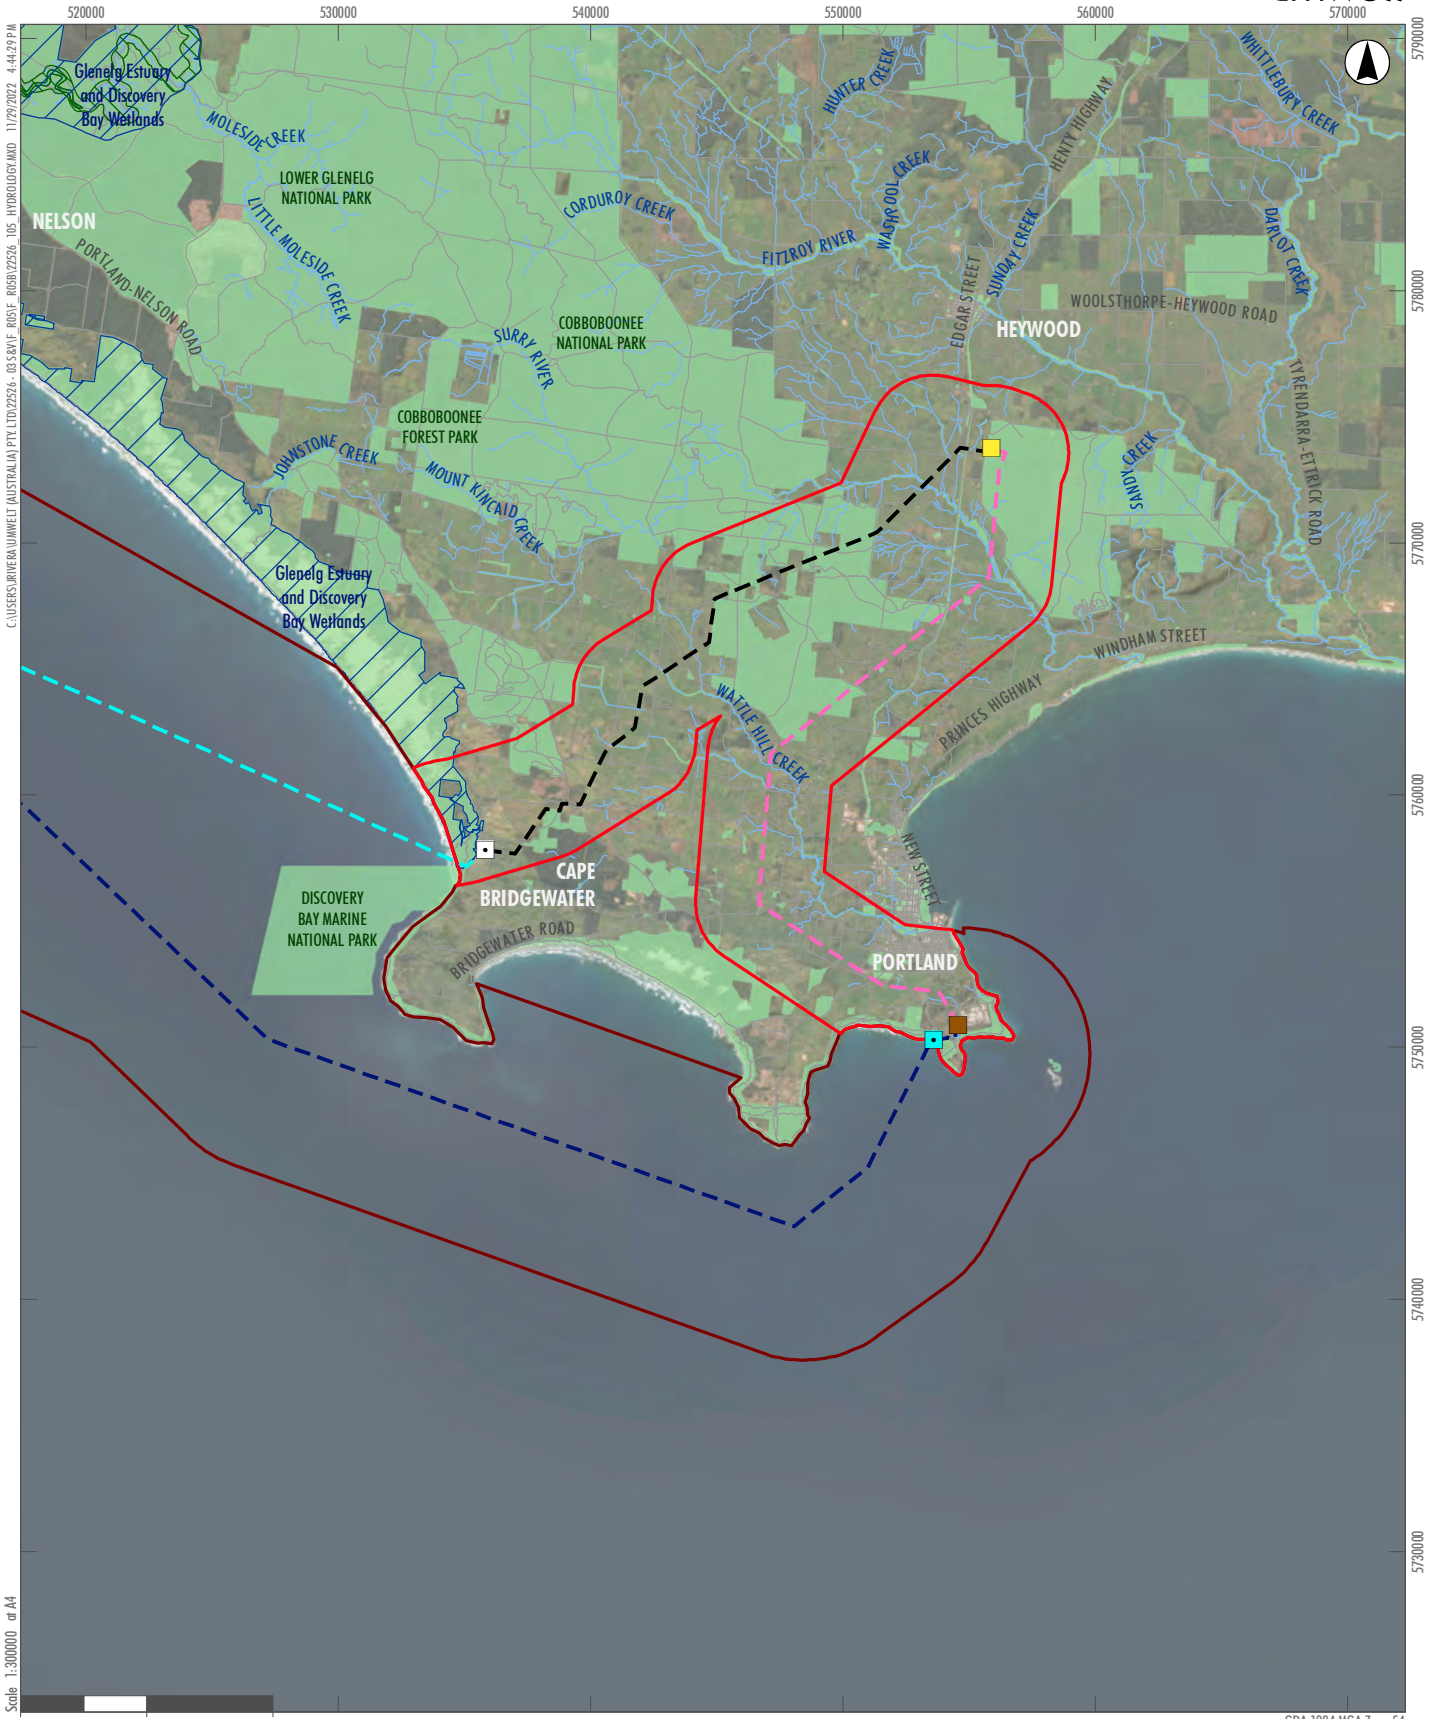 520000
530000
540000
550000
560000
570000
5790000
5780000
5770000
5760000
5750000
5740000
5730000
Glenelg Estuary
and Discovery
Bay Wetlands
MOLESIDE CREEK
LOWER GLENELG
NATIONAL PARK
HUNTER CREEK
HENTY HIGHWAY
WHITTLEBURY CREEK
NELSON
PORTLAND-NELSON ROAD
LITTLE MOLESIDE CREEK
CORDUROY CREEK
WASHPOOL CREEK
FITZROY RIVER
SUNDAY CREEK
DARLOT CREEK
EDGAR STREET
WOOLSTHORPE-HEYWOOD ROAD
HEYWOOD
COBBOBOONEE
NATIONAL PARK
SURRY RIVER
COBBOBOONEE
FOREST PARK
JOHNSTONE CREEK
MOUNT KINCAID CREEK
SANDY CREEK
TYRENDARRA-ETTRICK ROAD
Glenelg Estuary
and Discovery
Bay Wetlands
WINDHAM STREET
PRINCES HIGHWAY
WATTLE HILL CREEK
NEW STREET
CAPE
BRIDGEWATER
DISCOVERY
BAY MARINE
NATIONAL PARK
BRIDGEWATER ROAD
PORTLAND
Scale 1:300000 at A4